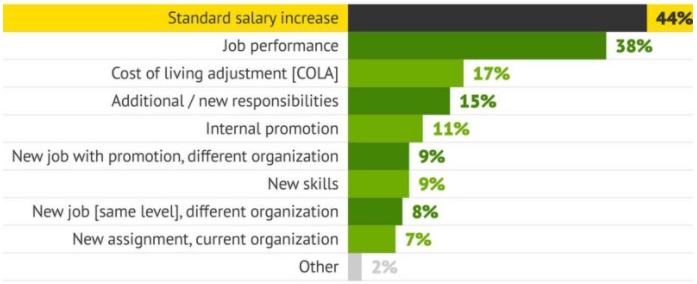 Standard salary increase 44%
Job performance 38%
Cost of living adjustment [COLA] 17%
Additional / new responsibilities 15%
Internal promotion 11%
New job with promotion, different organization 9%
New skills 9%
New job [same level], different organization 8%
New assignment, current organization 7%
Other 2%